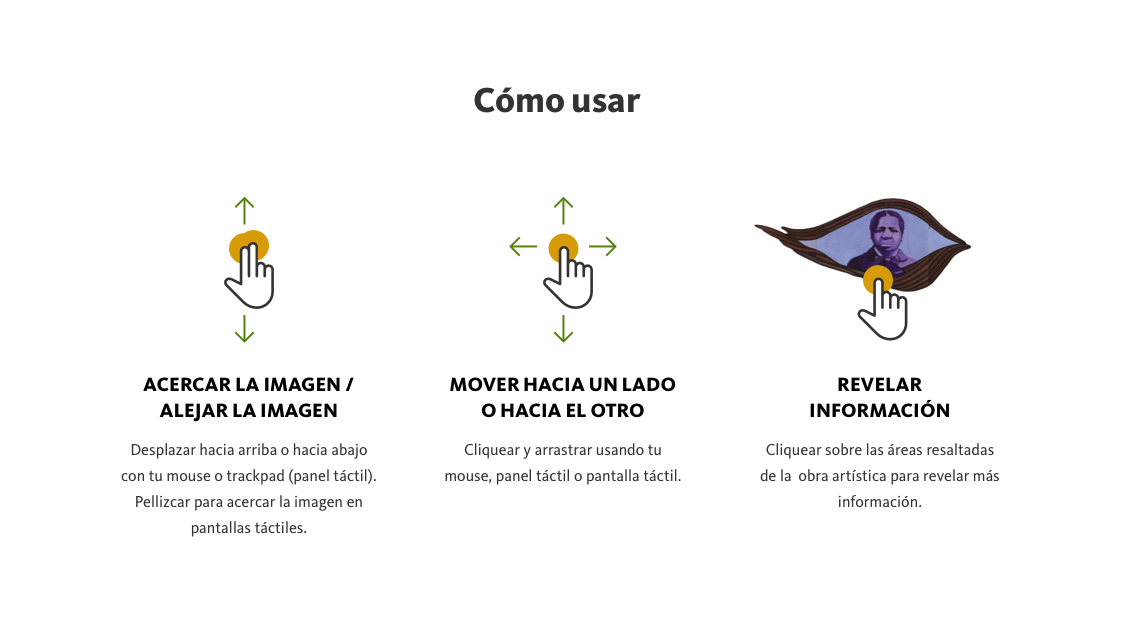 Cómo usar
ACERCAR LA IMAGEN /
ALEJAR LA IMAGEN
Desplazar hacia arriba o hacia abajo
con tu mouse o trackpad (panel táctil).
Pellizcar para acercar la imagen en
pantallas táctiles.
MOVER HACIA UN LADO
O HACIA EL OTRO
Cliquear y arrastrar usando tu
mouse, panel táctil o pantalla táctil.
REVELAR
INFORMACIÓN
Cliquear sobre las áreas resaltadas
de la  obra artística para revelar más
información.